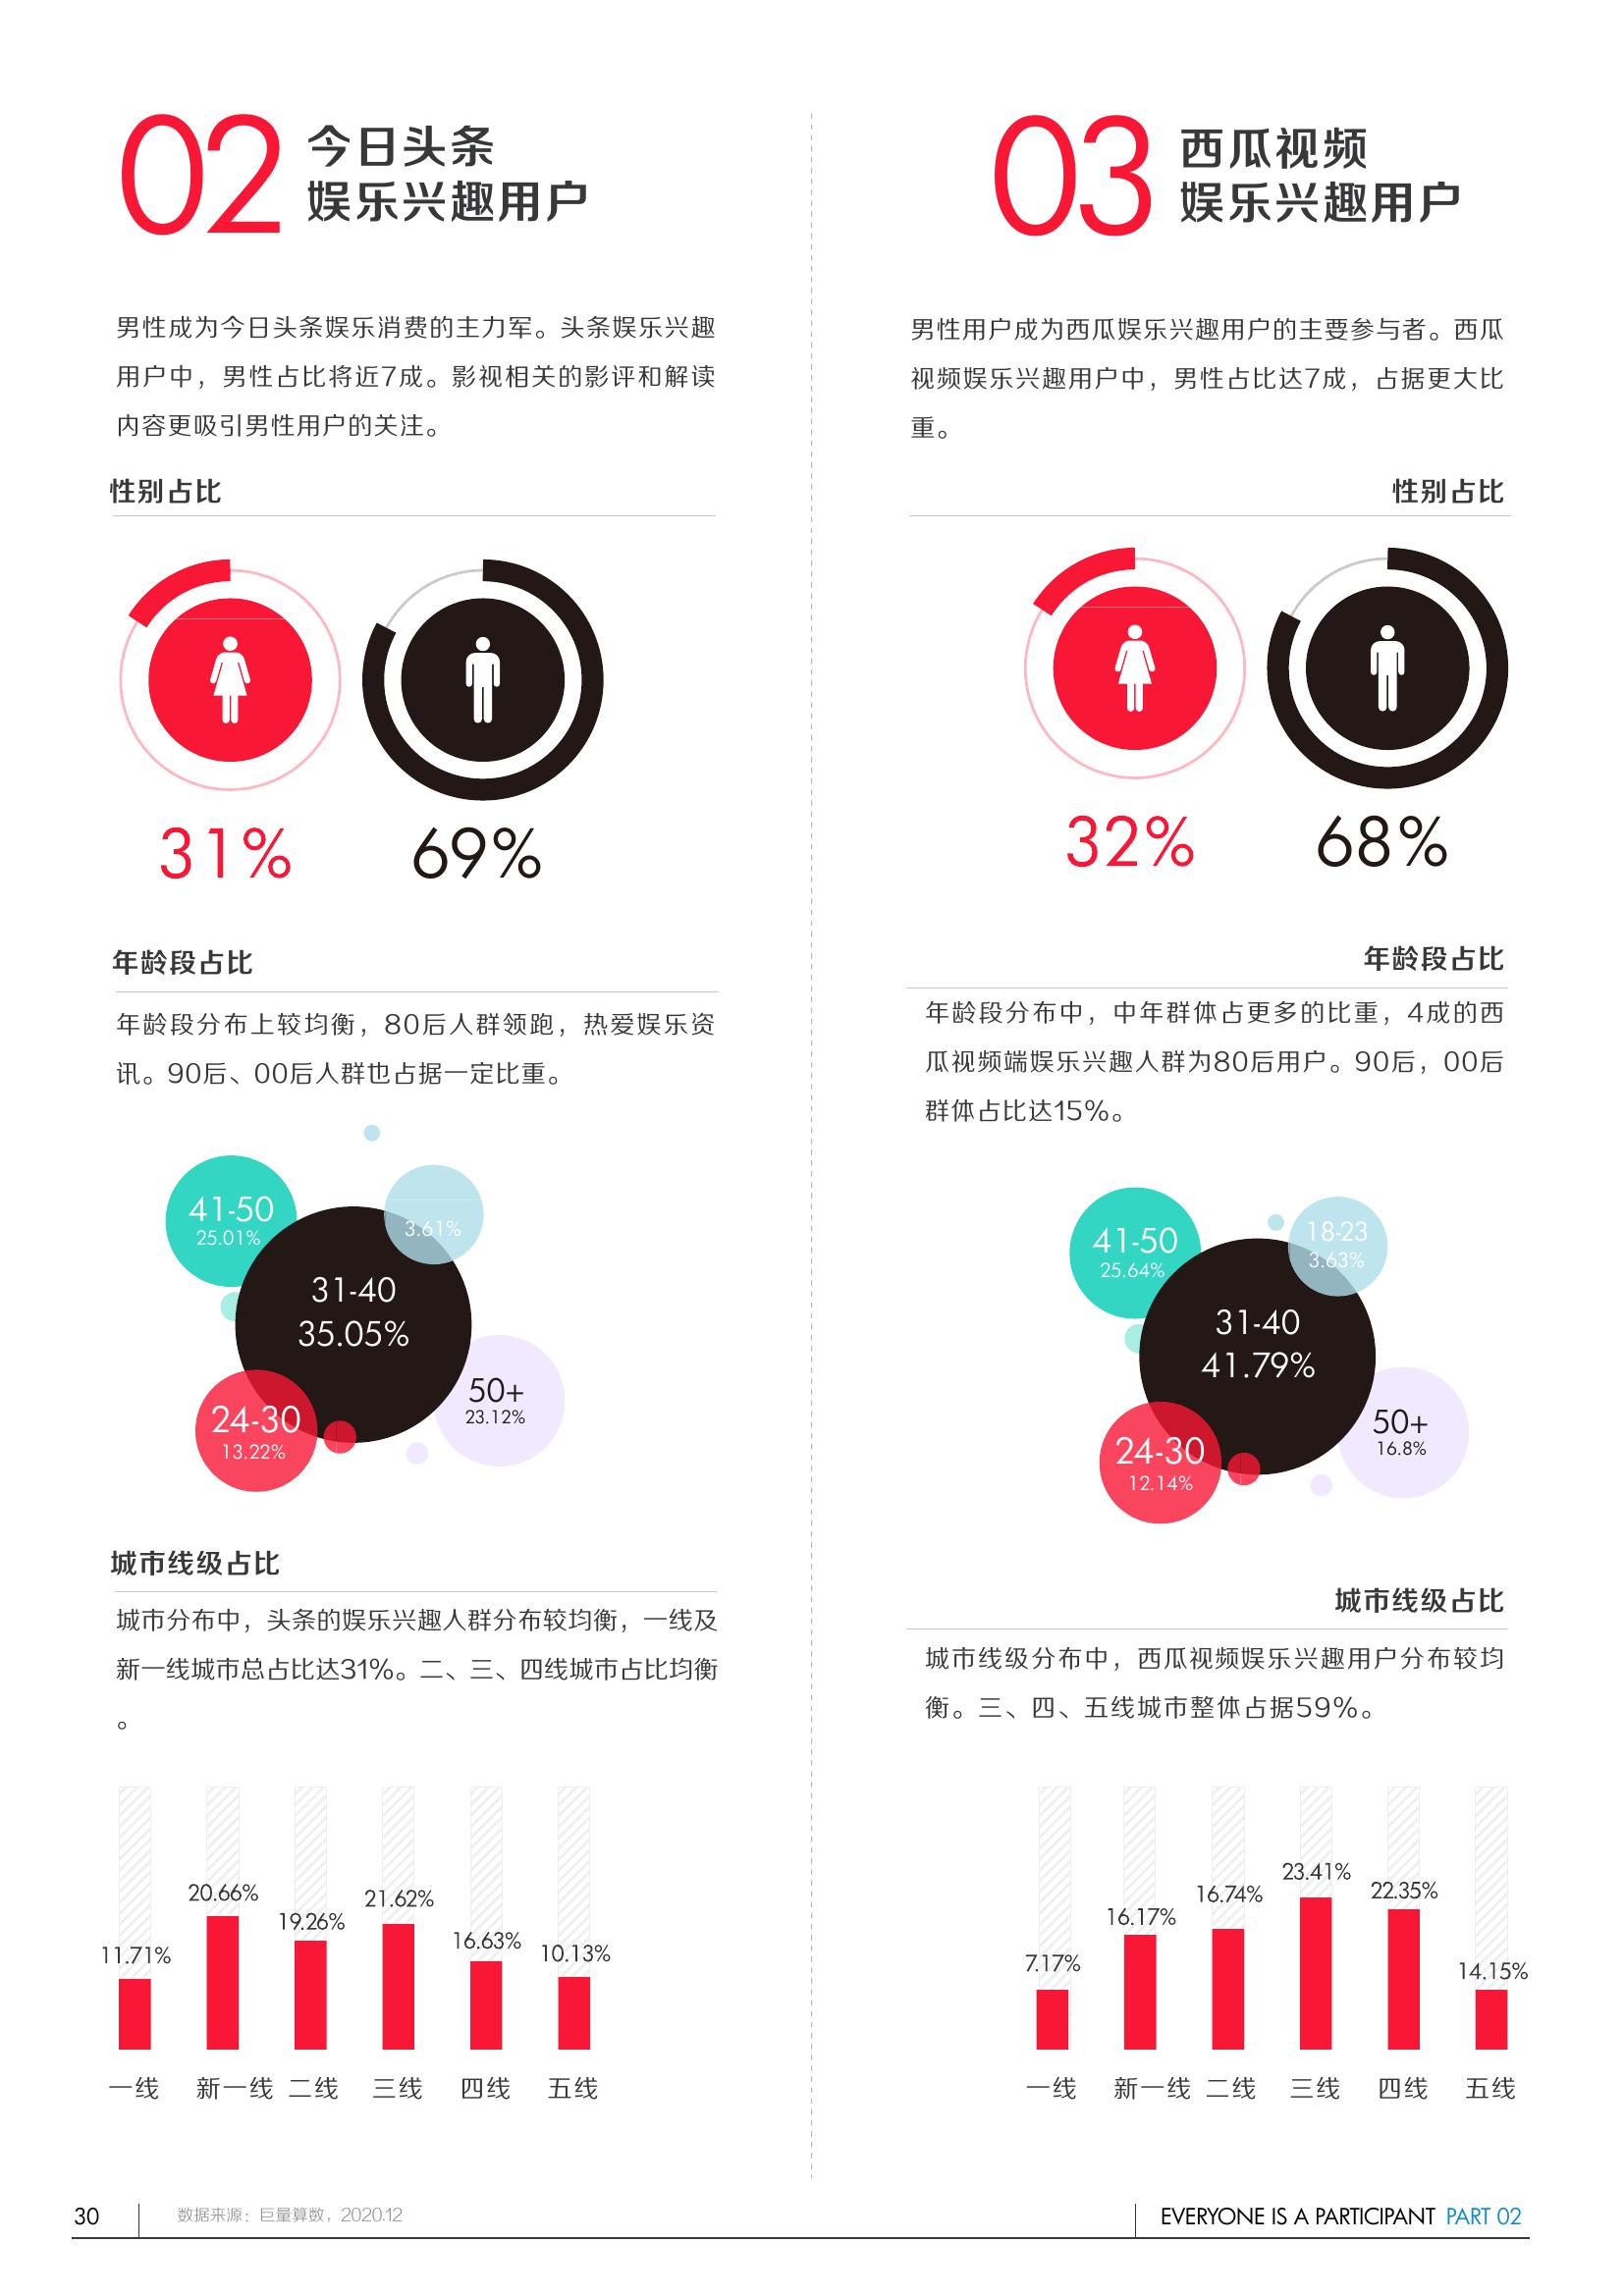 02 今日头条
娱乐兴趣用户
男性成为今日头条娱乐消费的主力军。头条娱乐兴趣
用户中，男性占比将近7成。影视相关的影评和解读
内容更吸引男性用户的关注。
性别占比
31% 69%
年龄段占比
年龄段分布上较均衡，80后人群领跑，热爱娱乐资
讯。90后、00后人群也占据一定比重。
41-50
25.01%
3.61%
31-40
35.05%
50+
23.12%
24-30
13.22%
城市线级占比
城市分布中，头条的娱乐兴趣人群分布较均衡，一线及
新一线城市总占比达31%。二、三、四线城市占比均衡
。
11.71% 20.66% 19.26% 21.62% 16.63% 10.13%
一线 新一线 二线 三线 四线 五线
03 西瓜视频
娱乐兴趣用户
男性用户成为西瓜娱乐兴趣用户的主要参与者。西瓜
视频娱乐兴趣用户中，男性占比达7成，占据更大比
重。
性别占比
32% 68%
年龄段占比
年龄段分布中，中年群体占更多的比重，4成的西
瓜视频端娱乐兴趣人群为80后用户。90后，00后
群体占比达15%。
41-50
25.64%
18-23
3.63%
31-40
41.79%
50+
16.8%
24-30
12.14%
城市线级占比
城市线级分布中，西瓜视频娱乐兴趣用户分布较均
衡。三、四、五线城市整体占据59%。
7.17% 16.17% 16.74% 23.41% 22.35% 14.15%
一线 新一线 二线 三线 四线 五线
30 数据来源：巨量算数，2020.12
EVERYONE IS A PARTICIPANT PART 02